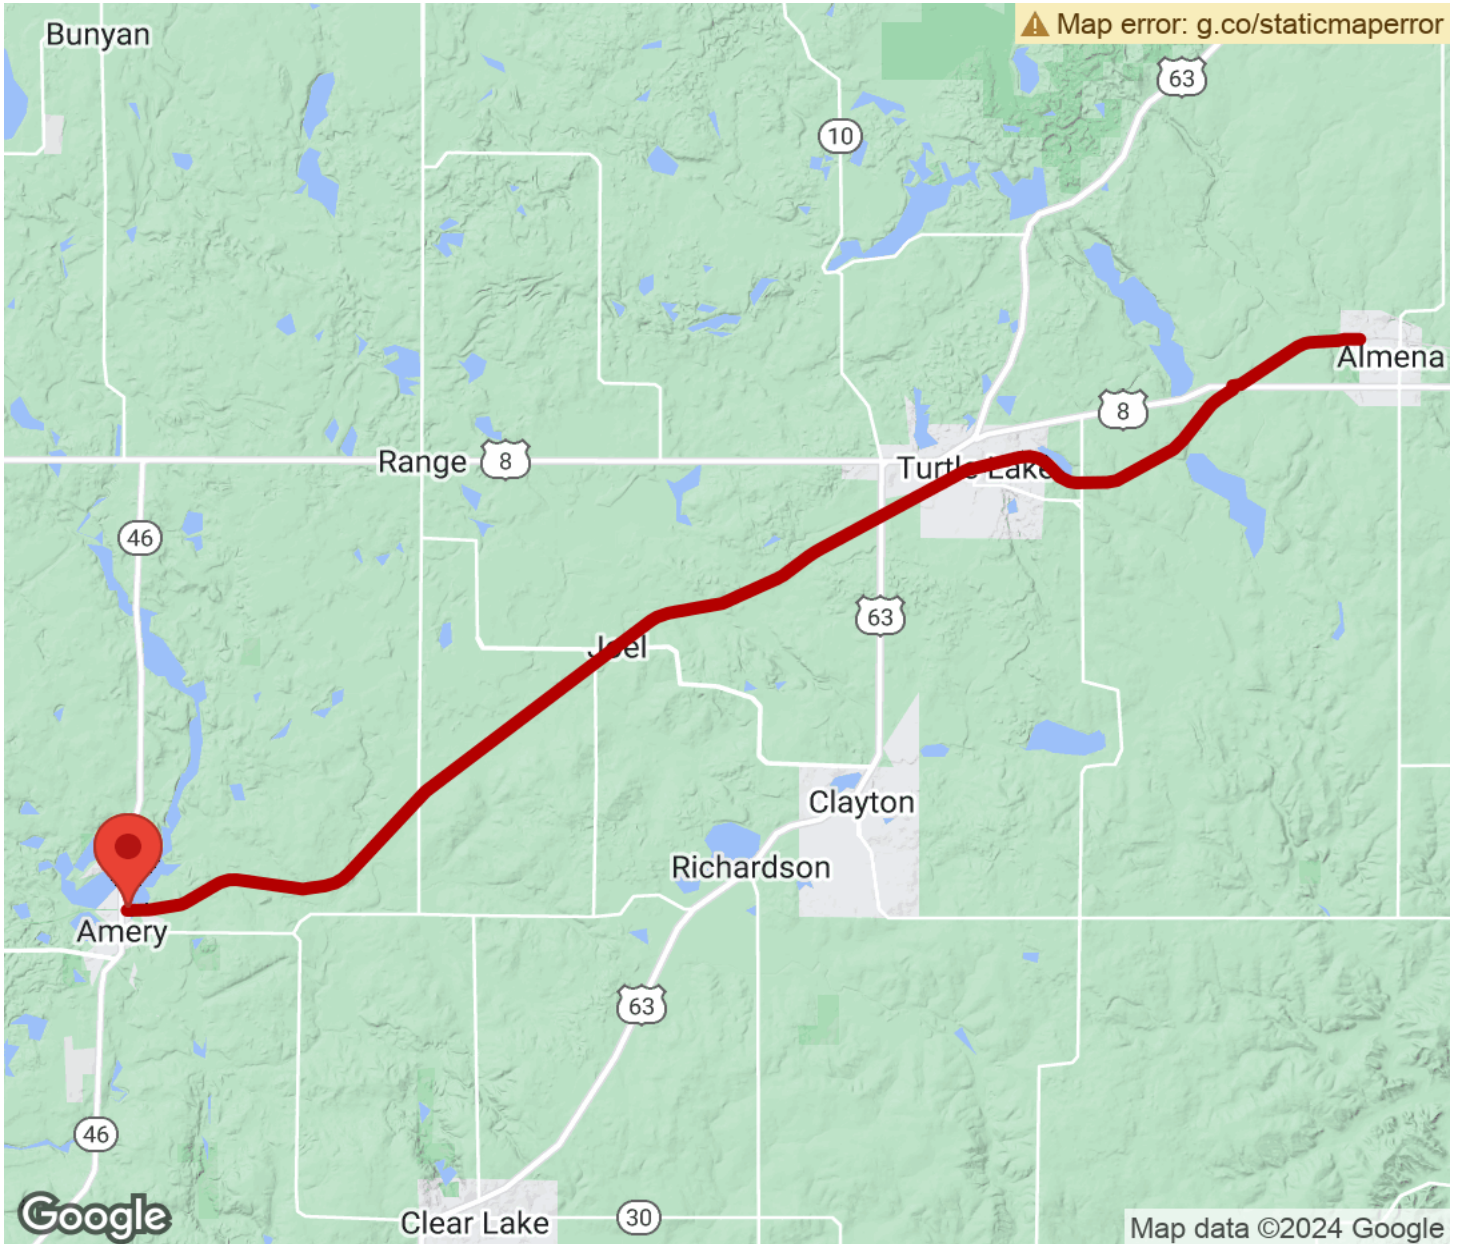 Bunyan
Map error: g.co/staticmaperror
63
10
Almena
8
Turtle Lake
Range
8
46
63
Joel
Clayton
Richardson
Amery
63
46
Google
Clear Lake
30
Map data ©2024 Google